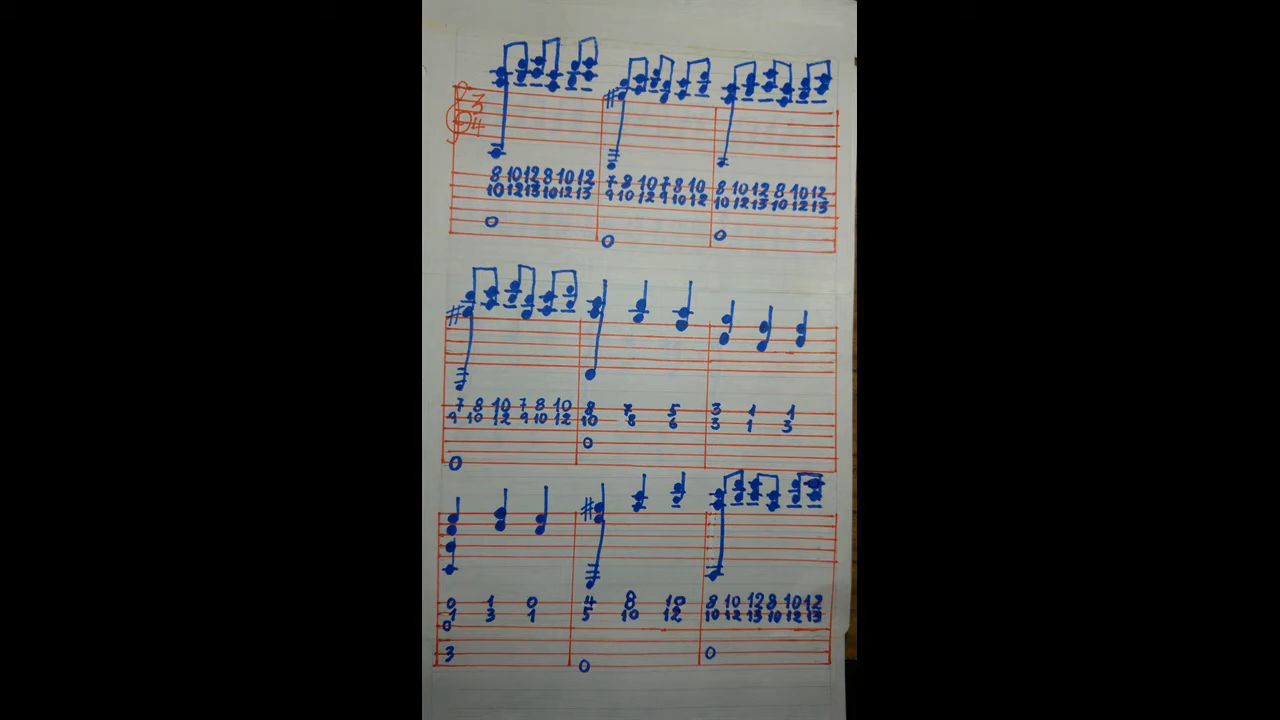 3
4
8 10 12 8 10 12 7 8 10 7 8 10 8 10 12 8 10 12
10 12 13 10 12 13 9 10 12 9 10 12 10 12 13 10 12 13
0 0 0
7 8 10 7 8 10 8 7 5 3 1 1
9 10 12 9 10 12 10 8 6 3 1 3
0
0
0 1 0 4 8 10 8 10 12 8 10 12
1 3 1 5 10 12 10 12 13 10 12 13
0
3 0 0